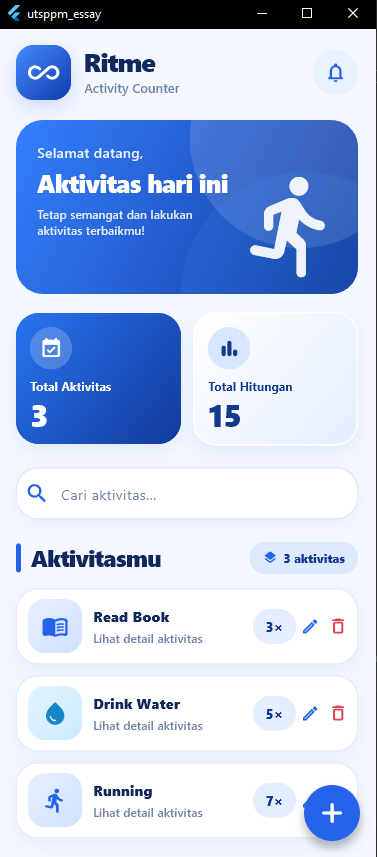 utsppm_essay
Ritme
Activity Counter
Selamat datang,
Aktivitas hari ini
Tetap semangat dan lakukan
aktivitas terbaikmu!
Total Aktivitas
3
Total Hitungan
15
Cari aktivitas...
Aktivitasmu
3 aktivitas
Read Book
Lihat detail aktivitas
3×
Drink Water
Lihat detail aktivitas
5×
Running
Lihat detail aktivitas
7×